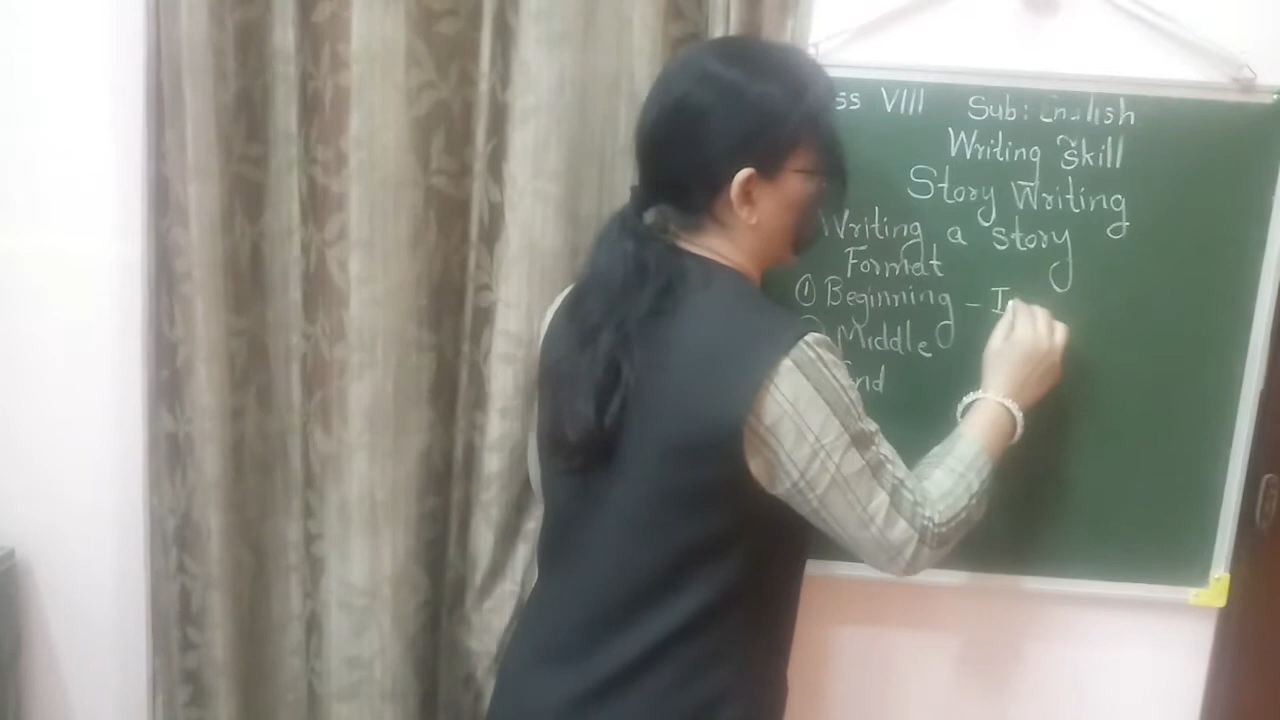 ss VIII Sub: English
Writing Skill
Story Writing
Writing a story
Format
① Beginning - I
Middle
End